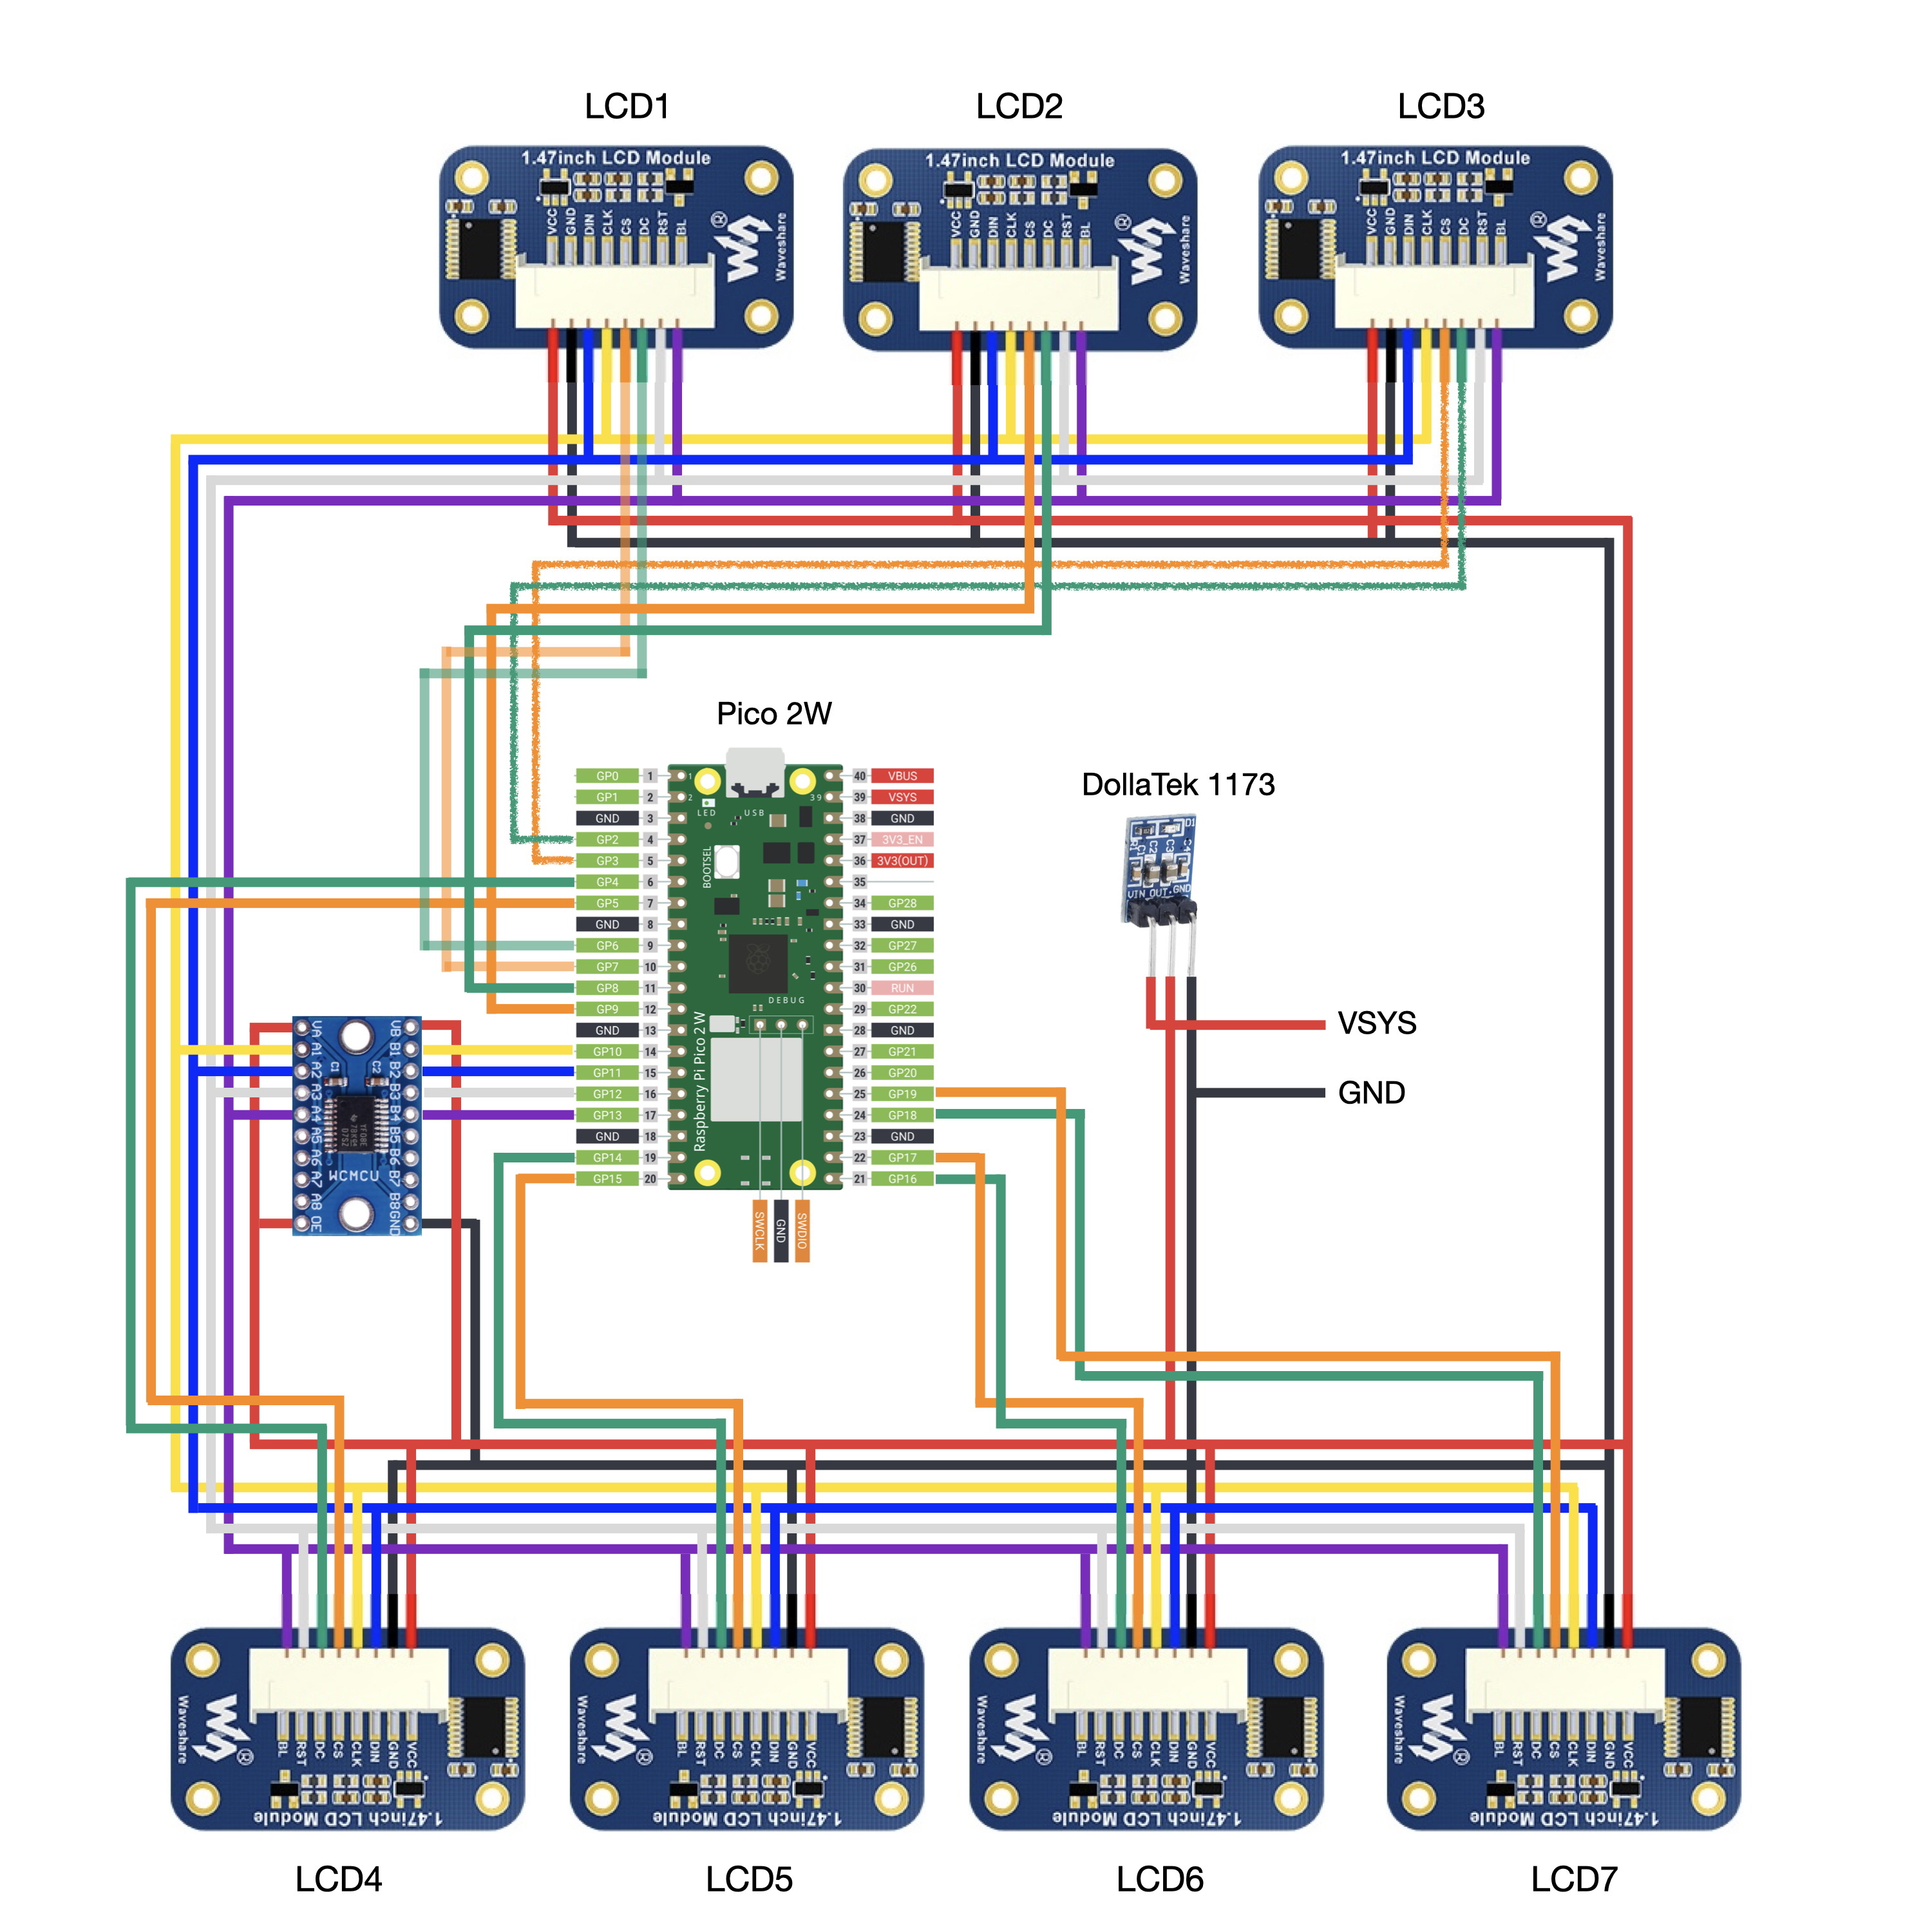 LCD1
LCD2
LCD3
1.47inch LCD Module
VCC
GND
DIN
CLK
CS
DC
RST
BL
®
Waveshare
1.47inch LCD Module
VCC
GND
DIN
CLK
CS
DC
RST
BL
®
Waveshare
1.47inch LCD Module
VCC
GND
DIN
CLK
CS
DC
RST
BL
®
Waveshare
Pico 2W
DollaTek 1173
GP0 1
GP1 2
GND 3
GP2 4
GP3 5
GP4 6
GP5 7
GND 8
GP6 9
GP7 10
GP8 11
GP9 12
GND 13
GP10 14
GP11 15
GP12 16
GP13 17
GND 18
GP14 19
GP15 20
1
2
39
LED
USB
BOOTSEL
DEBUG
Raspberry Pi Pico 2 W
SWCLK
GND
SWDIO
40 VBUS
39 VSYS
38 GND
37 3V3_EN
36 3V3(OUT)
35
34 GP28
33 GND
32 GP27
31 GP26
30 RUN
29 GP22
28 GND
27 GP21
26 GP20
25 GP19
24 GP18
23 GND
22 GP17
21 GP16
D1
R1
C1
C2
C3
VIN OUT GND
VSYS
GND
VA
A1
A2
A3
A4
A5
A6
A7
A8
OE
C1
C2
WCMCU
VB
B1
B2
B3
B4
B5
B6
B7
B8
GND
BL
RST
DC
CS
CLK
DIN
GND
VCC
®
Waveshare
1.47inch LCD Module
BL
RST
DC
CS
CLK
DIN
GND
VCC
®
Waveshare
1.47inch LCD Module
BL
RST
DC
CS
CLK
DIN
GND
VCC
®
Waveshare
1.47inch LCD Module
BL
RST
DC
CS
CLK
DIN
GND
VCC
®
Waveshare
1.47inch LCD Module
LCD4
LCD5
LCD6
LCD7